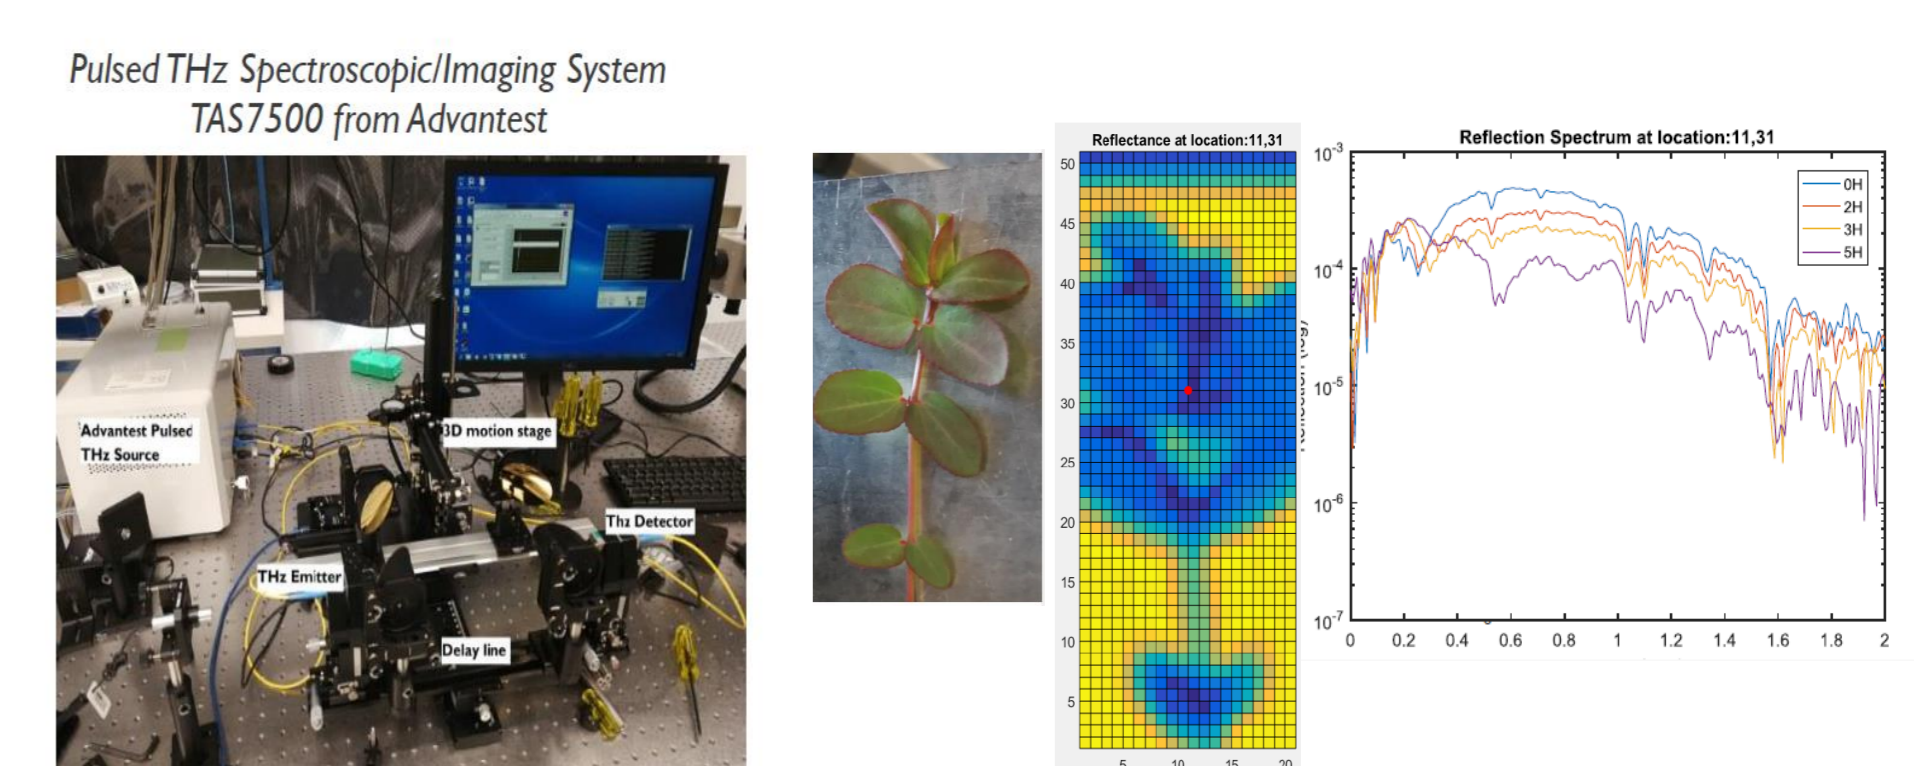 Pulsed THz Spectroscopic/Imaging System
TAS7500 from Advantest
Advantest Pulsed
THz Source
3D motion stage
Thz Detector
THz Emitter
Delay line
Reflectance at location:11,31
50
45
40
35
30
25
20
15
10
5
5
10
15
20
Reflection Spectrum at location:11,31
10-3
10-4
10-5
10-6
10-7
0
0.2
0.4
0.6
0.8
1
1.2
1.4
1.6
1.8
2
0H
2H
3H
5H